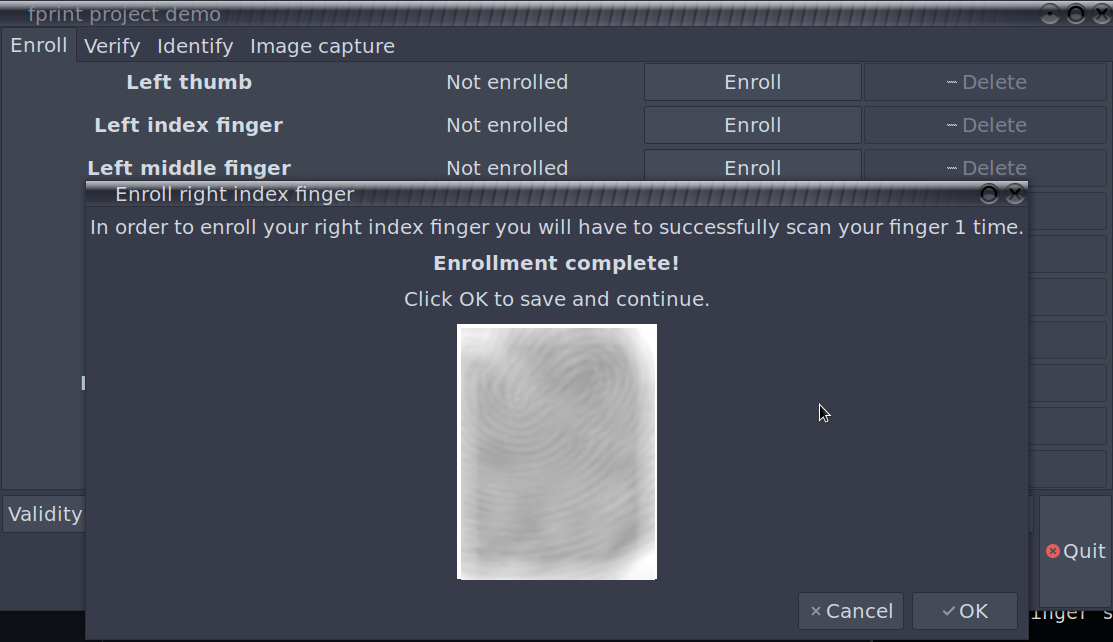 fprint project demo
Enroll Verify Identify Image capture
Left thumb Not enrolled Enroll Delete
Left index finger Not enrolled Enroll Delete
Left middle finger Not enrolled Enroll Delete
Enroll right index finger
In order to enroll your right index finger you will have to successfully scan your finger 1 time.
Enrollment complete!
Click OK to save and continue.
Validity
Quit
Cancel OK